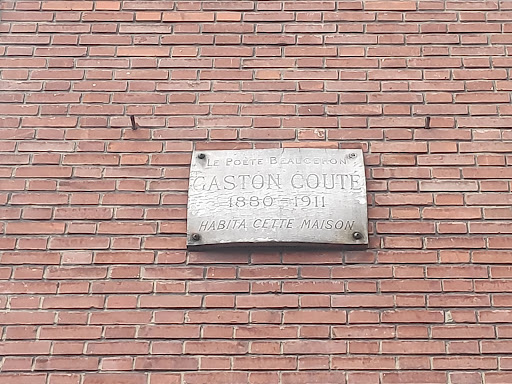 LE POÈTE BEAUCERON
GASTON COUTÉ
1880-1911
HABITA CETTE MAISON